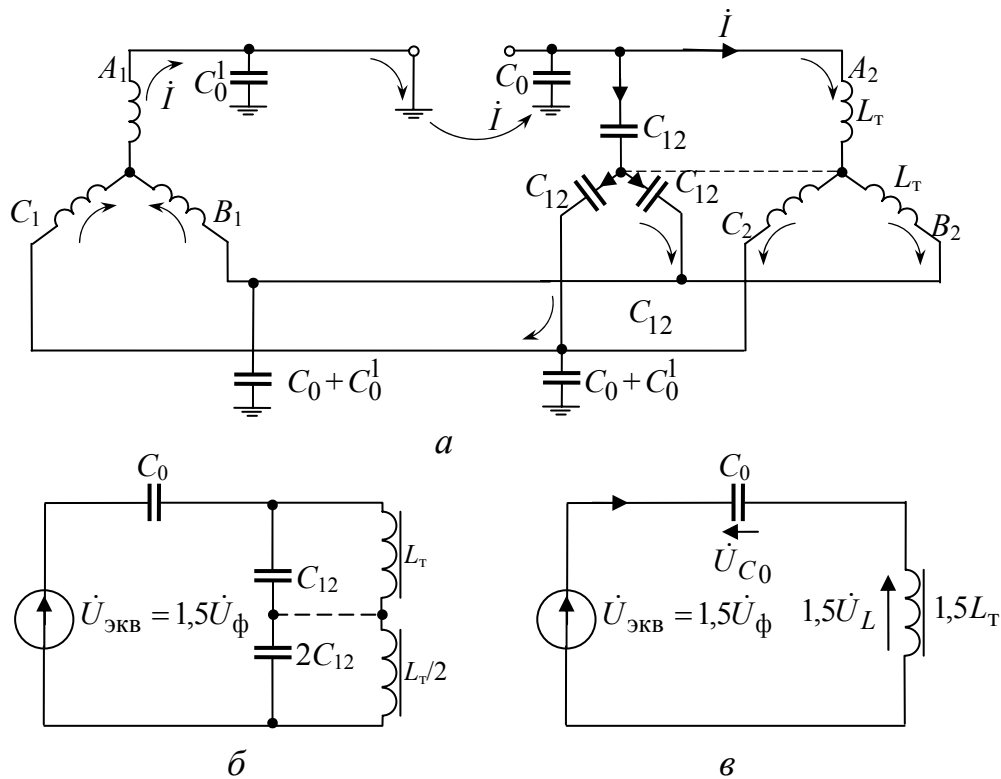 İ
A₁
C₀¹
İ
C₀
İ
A₂
Lт
C₁₂
İ
C₁₂
C₁₂
Lт
C₁
B₁
C₂
B₂
C₁₂
C₀ + C₀¹
C₀ + C₀¹
а
C₀
C₁₂
Lт
U̇экв = 1,5U̇ф
2C₁₂
Lт/2
б
C₀
U̇C₀
U̇экв = 1,5U̇ф
1,5U̇L
1,5Lт
в